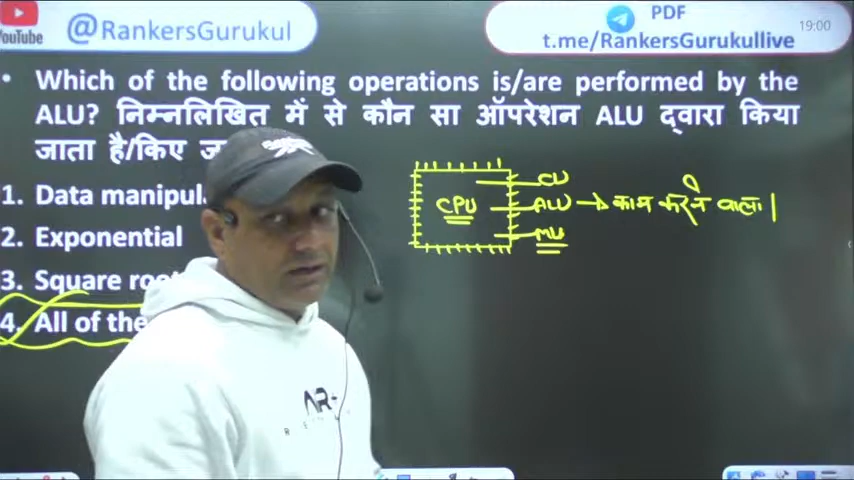 YouTube
@RankersGurukul
PDF
t.me/RankersGurukullive
19:00
• Which of the following operations is/are performed by the
ALU? निम्नलिखित में से कौन सा ऑपरेशन ALU द्वारा किया
जाता है/किए
1. Data manipul
2. Exponential
3. Square roo
4. All of the
CPU
CU
ALU → काम करने वाला |
MU